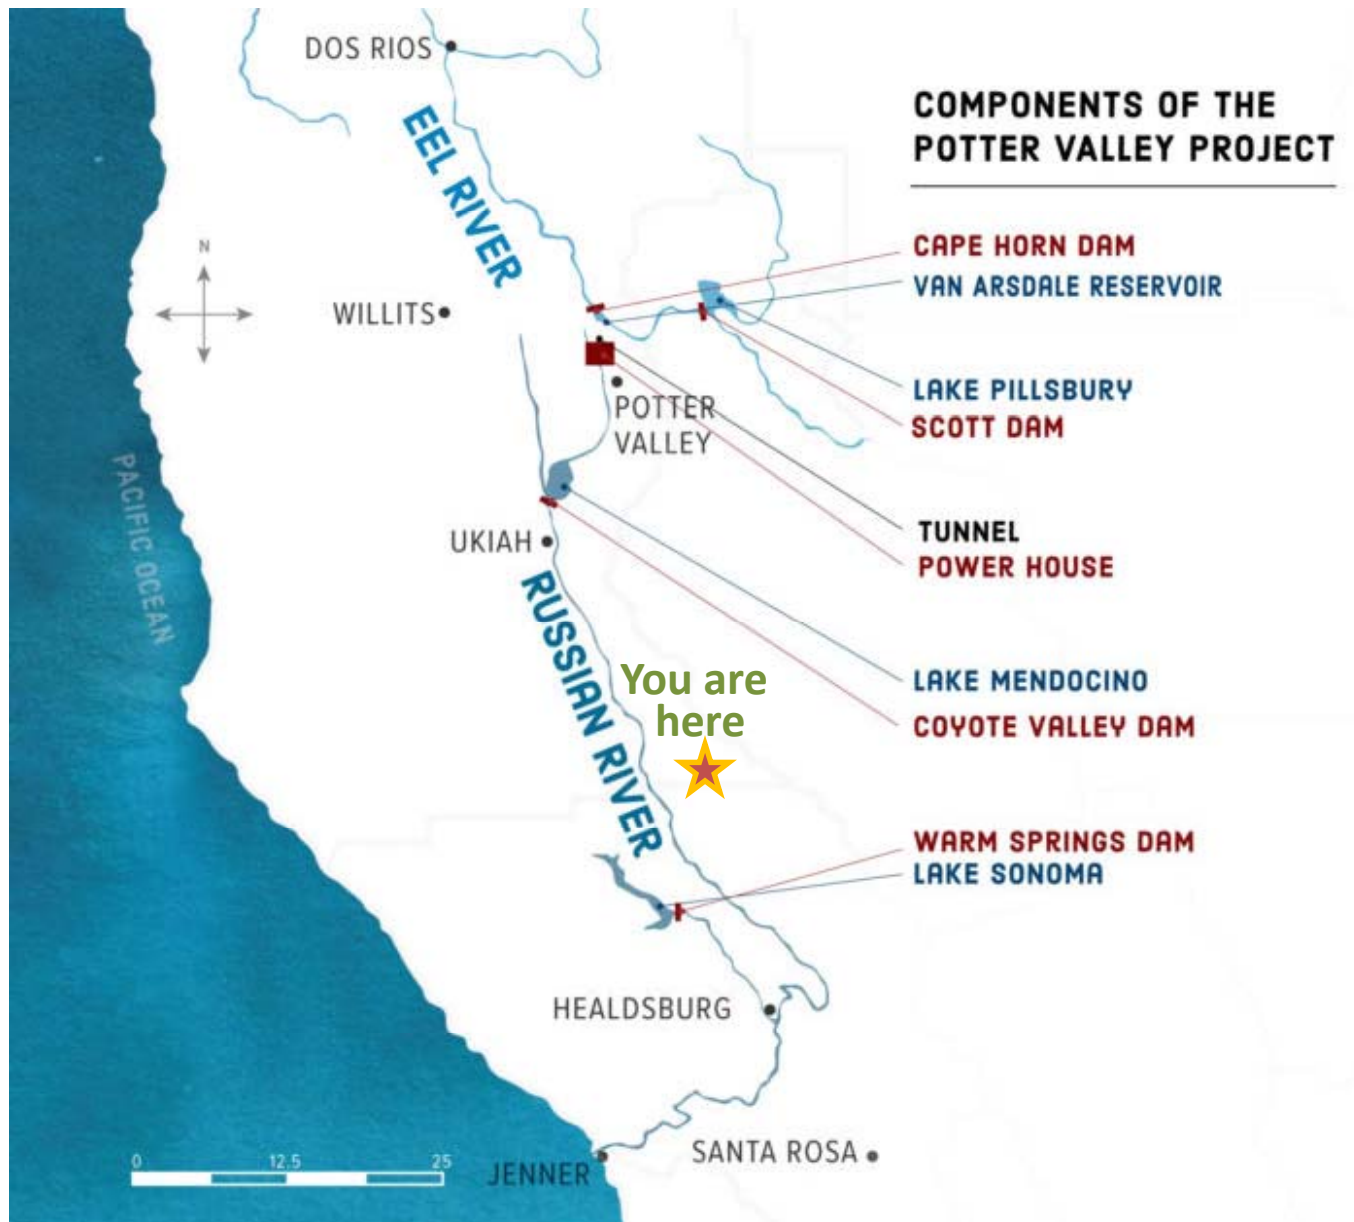 DOS RIOS
COMPONENTS OF THE
POTTER VALLEY PROJECT
EEL RIVER
N
CAPE HORN DAM
VAN ARSDALE RESERVOIR
WILLITS
LAKE PILLSBURY
SCOTT DAM
POTTER
VALLEY
PACIFIC OCEAN
TUNNEL
POWER HOUSE
UKIAH
RUSSIAN RIVER
You are
here
LAKE MENDOCINO
COYOTE VALLEY DAM
WARM SPRINGS DAM
LAKE SONOMA
HEALDSBURG
SANTA ROSA
JENNER
0 12.5 25